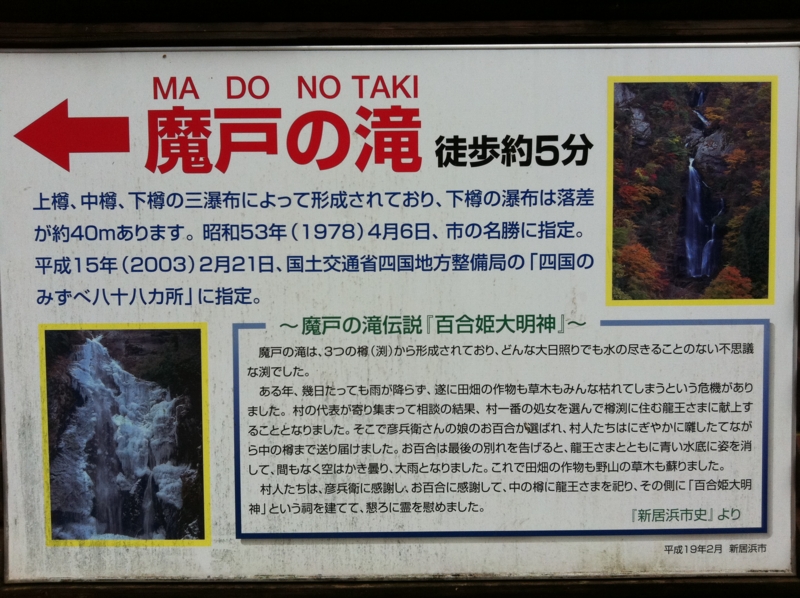 MA DO NO TAKI
魔戸の滝 徒歩約5分
上樽、中樽、下樽の三瀑布によって形成されており、下樽の瀑布は落差
が約40mあります。昭和53年(1978)4月6日、市の名勝に指定。
平成15年(2003)2月21日、国土交通省四国地方整備局の「四国の
みずべ八十八カ所」に指定。
～魔戸の滝伝説『百合姫大明神』～
魔戸の滝は、3つの樽(渕)から形成されており、どんな大日照りでも水の尽きることのない不思議
な渕でした。
ある年、幾日たっても雨が降らず、遂に田畑の作物も草木もみんな枯れてしまうという危機があり
ました。村の代表が寄り集まって相談の結果、村一番の処女を選んで樽渕に住む龍王さまに献上す
ることとなりました。そこで彦兵衛さんの娘のお百合が選ばれ、村人たちはにぎやかに囃したてなが
ら中の樽まで送り届けました。お百合は最後の別れを告げると、龍王さまとともに青い水底に姿を消
して、間もなく空はかき曇り、大雨となりました。これで田畑の作物も野山の草木も蘇りました。
村人たちは、彦兵衛に感謝し、お百合に感謝して、中の樽に龍王さまを祀り、その側に「百合姫大明
神」という祠を建てて、懇ろに霊を慰めました。
『新居浜市史』より
平成19年2月 新居浜市